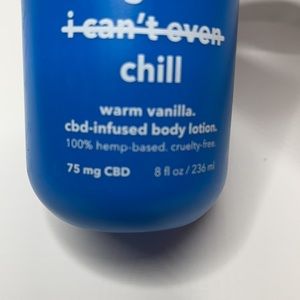 i can't even
chill
warm vanilla.
cbd-infused body lotion.
100% hemp-based. cruelty-free.
75 mg CBD 8 fl oz / 236 ml